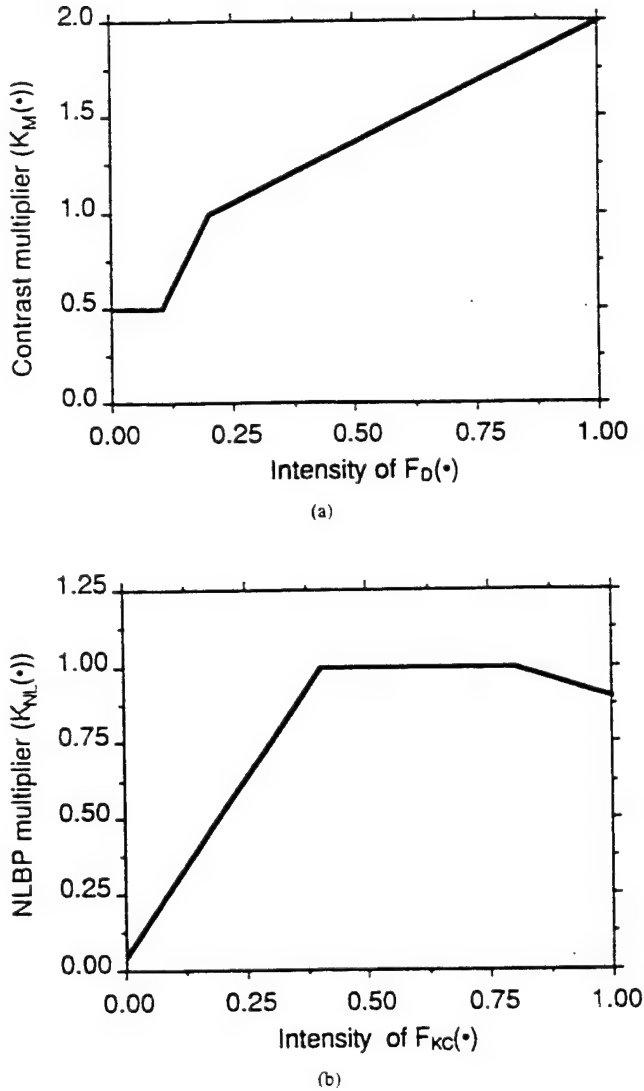 2.0
1.5
1.0
0.5
0.0
Contrast multiplier (K_M(•))
0.00 0.25 0.50 0.75 1.00
Intensity of F_D(•)
(a)
1.25
1.00
0.75
0.50
0.25
0.00
NLBP multiplier (K_NL(•))
0.00 0.25 0.50 0.75 1.00
Intensity of F_KC(•)
(b)